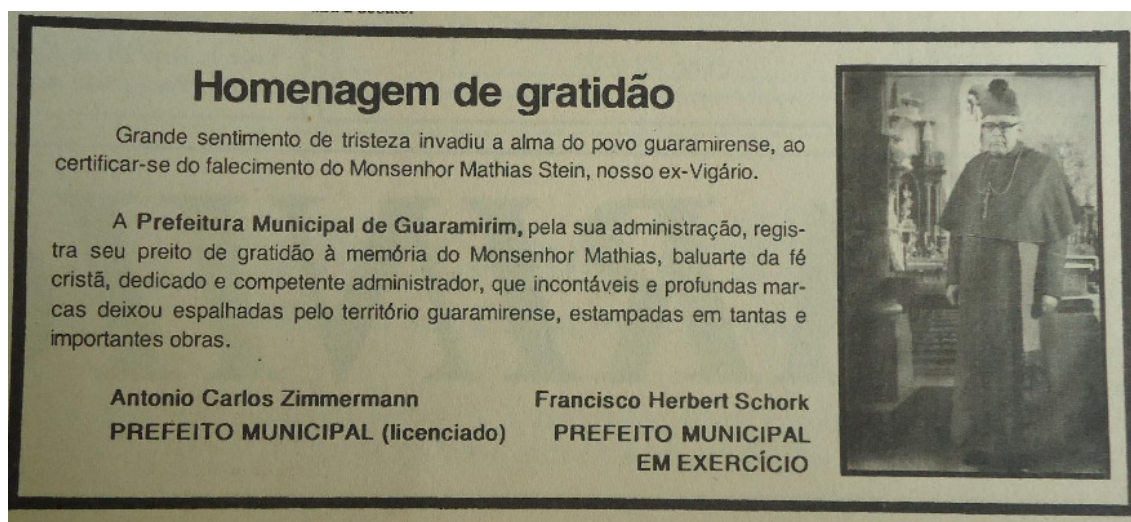 Homenagem de gratidão
Grande sentimento de tristeza invadiu a alma do povo guaramirense, ao
certificar-se do falecimento do Monsenhor Mathias Stein, nosso ex-Vigário.
A Prefeitura Municipal de Guaramirim, pela sua administração, regis-
tra seu preito de gratidão à memória do Monsenhor Mathias, baluarte da fé
cristã, dedicado e competente administrador, que incontáveis e profundas mar-
cas deixou espalhadas pelo território guaramirense, estampadas em tantas e
importantes obras.
Antonio Carlos Zimmermann
PREFEITO MUNICIPAL (licenciado)
Francisco Herbert Schork
PREFEITO MUNICIPAL
EM EXERCÍCIO